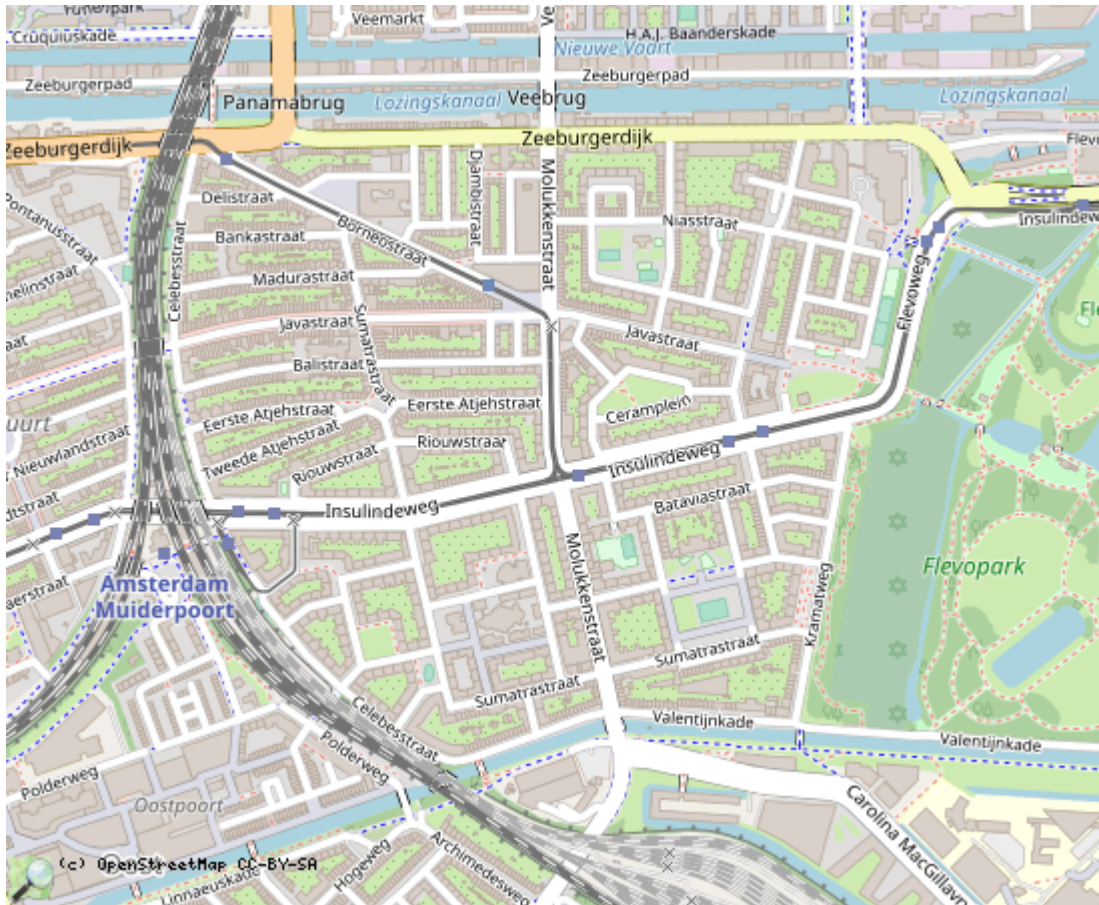 Veemarkt
Cruquiuskade
H.A.J. Baanderskade
Nieuwe Vaart
Zeeburgerpad
Zeeburgerpad
Panamabrug
Lozingskanaal
Veebrug
Lozingskanaal
Zeeburgerdijk
Zeeburgerdijk
Delistraat
Djambistraat
Molukkenstraat
Pontanusstraat
Celebesstraat
Borneostraat
Niasstraat
Bankastraat
Madurastraat
Flevoweg
Javastraat
Javastraat
Sumatrastraat
Balistraat
Eerste Atjehstraat
Eerste Atjehstraat
Ceramplein
Tweede Atjehstraat
Riouwstraat
Riouwstraat
Insulindeweg
Insulindeweg
Bataviastraat
Amsterdam
Muiderpoort
Molukkenstraat
Flevopark
Kramatweg
Sumatrastraat
Sumatrastraat
Celebesstraat
Valentijnkade
Valentijnkade
Polderweg
Polderweg
Oostpoort
Carolina MacGillavr
Archimedesweg
Hogeweg
Linnaeuskade
(c) OpenStreetMap CC-BY-SA